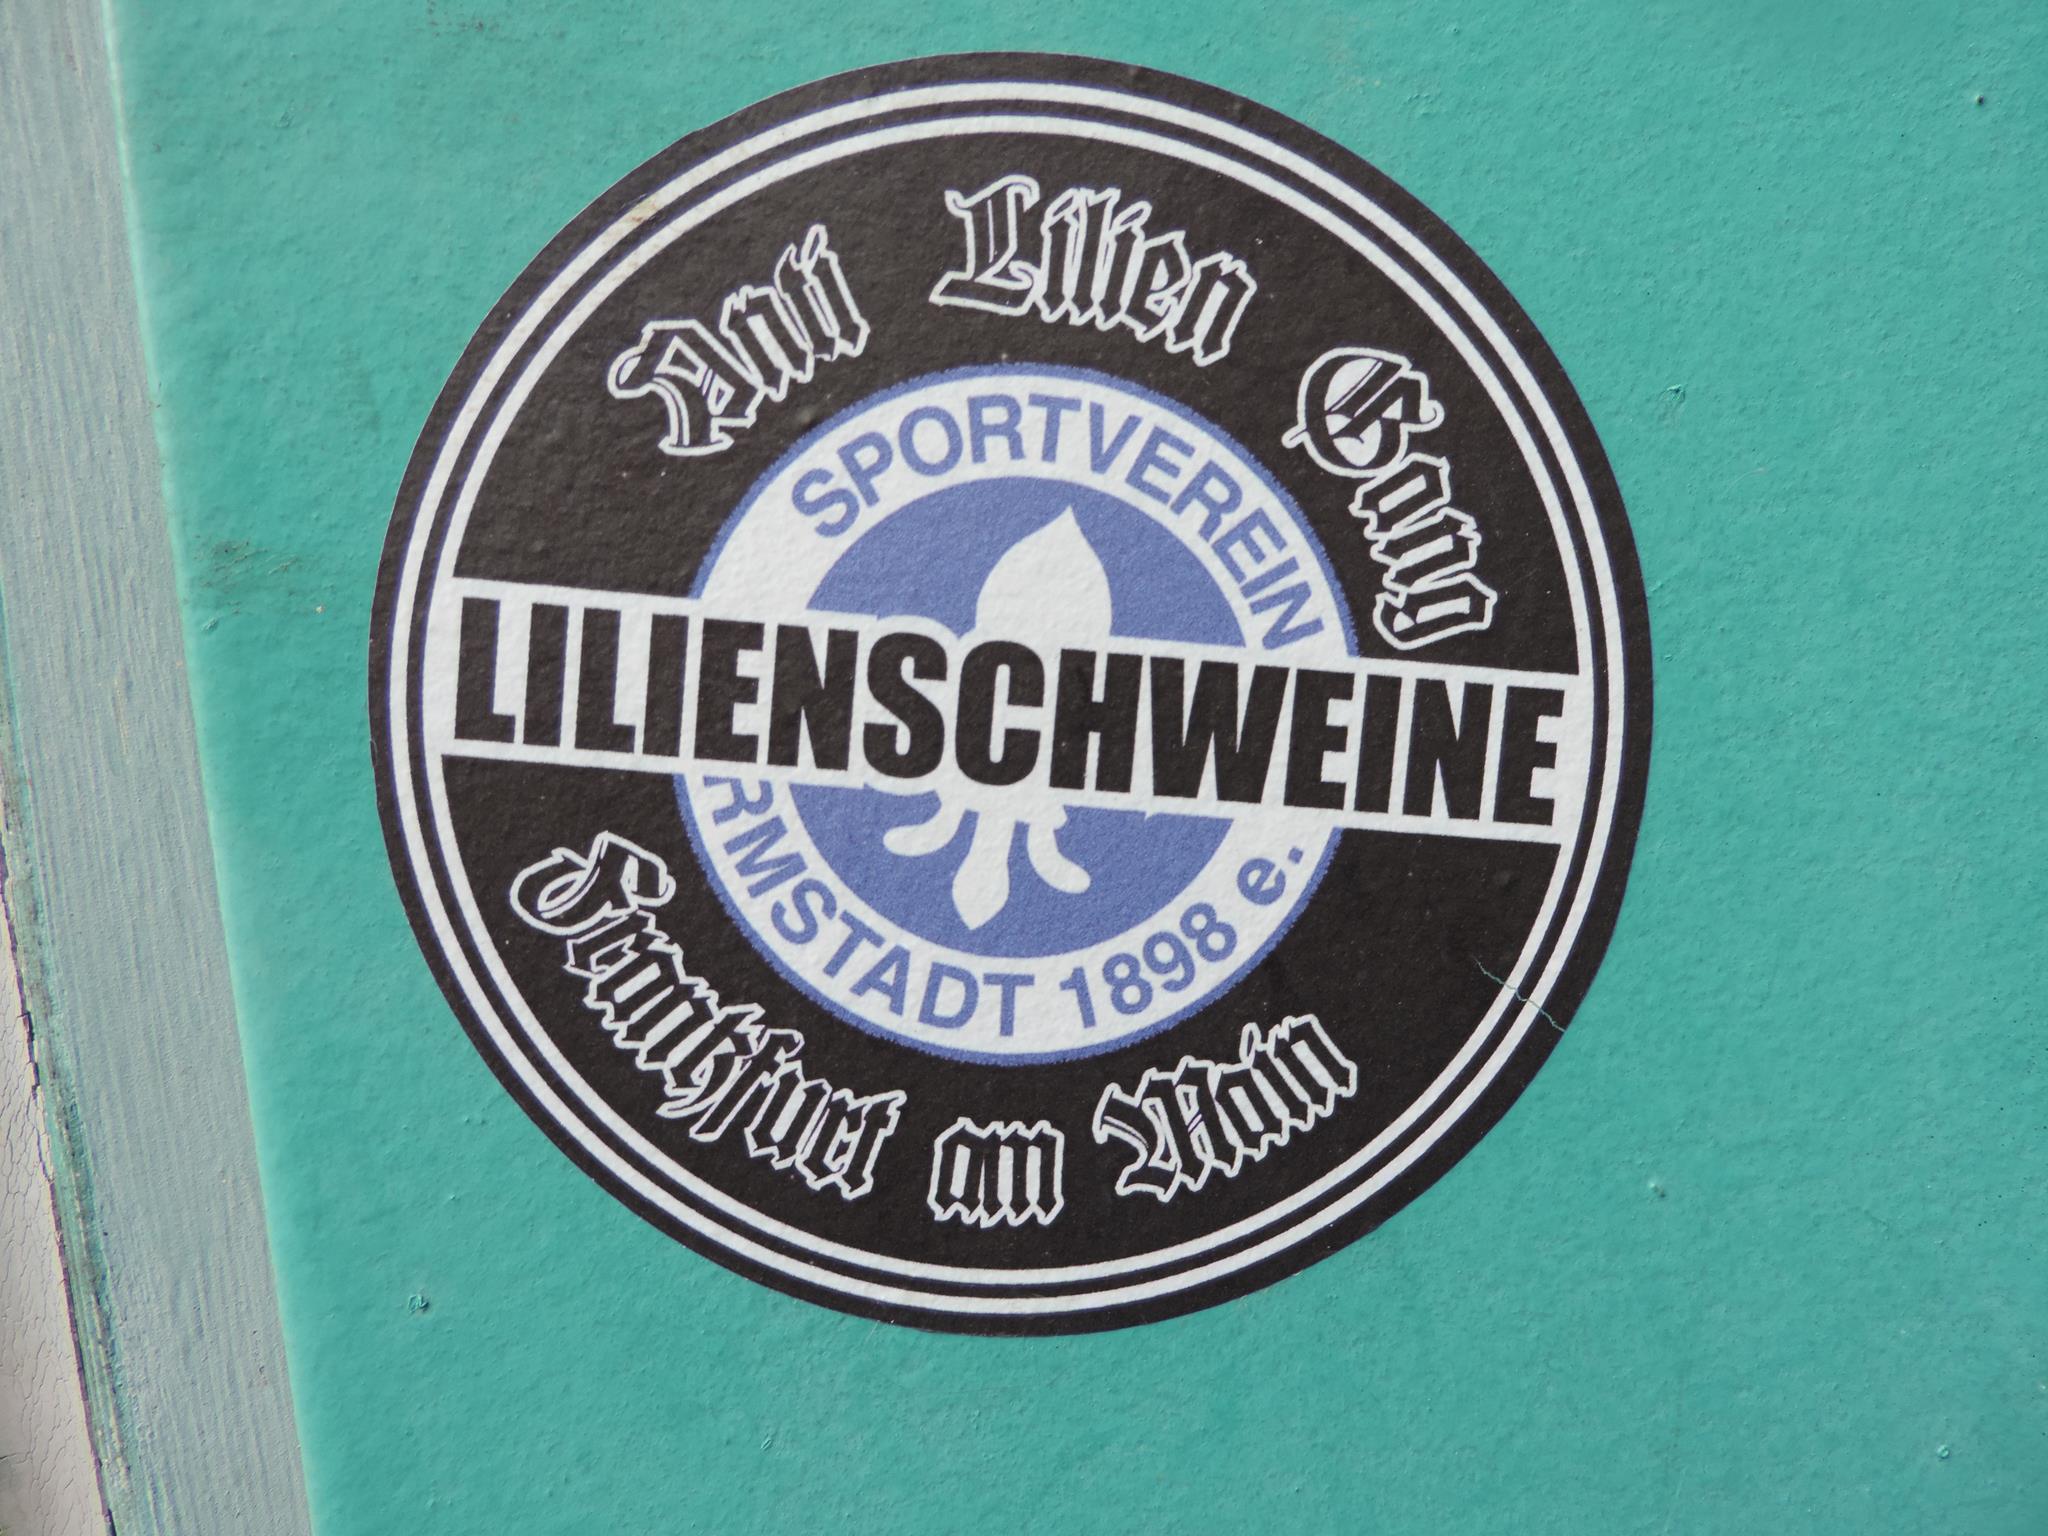 Anti Lilien Gang
SPORTVEREIN
LILIENSCHWEINE
RMSTADT 1898 e.
Frankfurt am Main